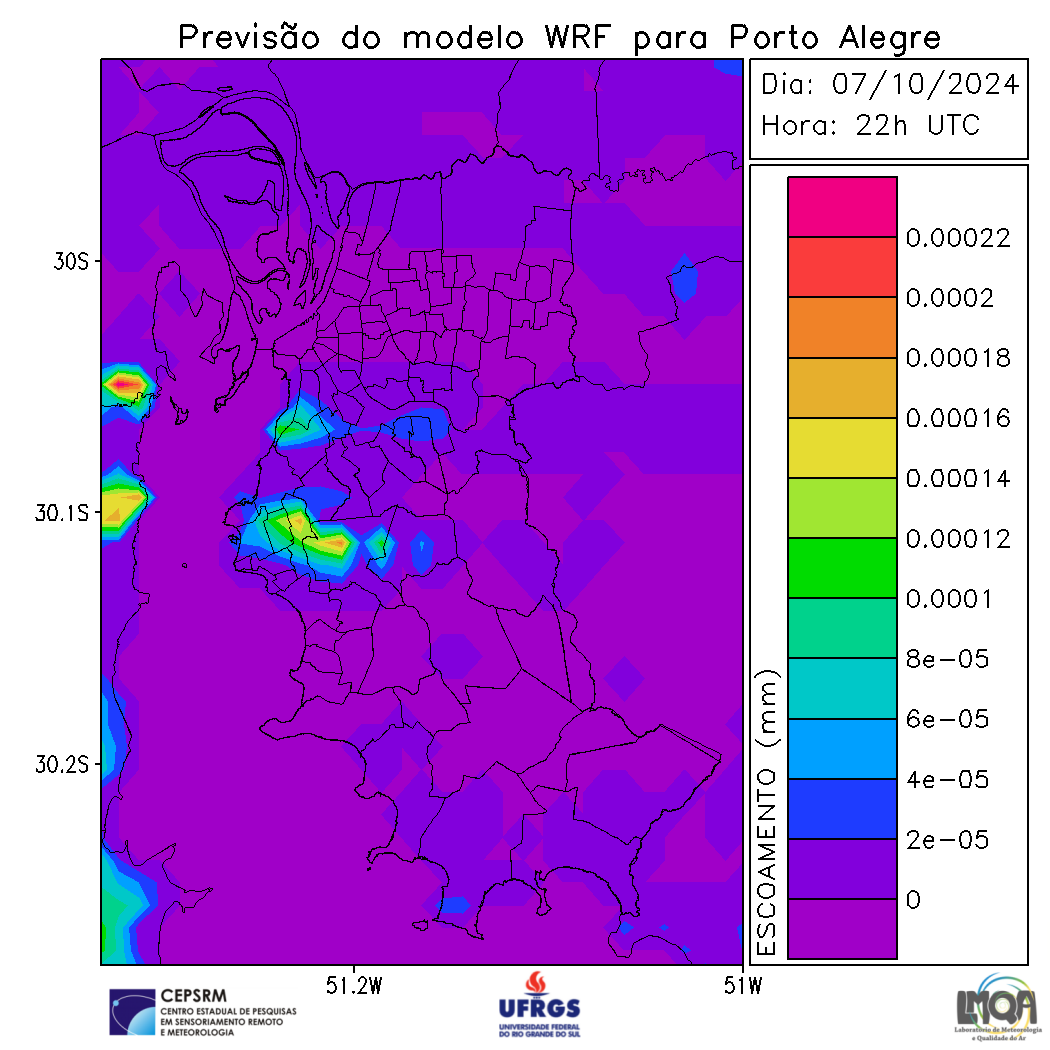 Previsão do modelo WRF para Porto Alegre
Dia: 07/10/2024
Hora: 22h UTC
30S
30.1S
30.2S
51.2W
51W
ESCOAMENTO (mm)
0.00022
0.0002
0.00018
0.00016
0.00014
0.00012
0.0001
8e-05
6e-05
4e-05
2e-05
0
CEPSRM
CENTRO ESTADUAL DE PESQUISAS
EM SENSORIAMENTO REMOTO
E METEOROLOGIA
UFRGS
UNIVERSIDADE FEDERAL
DO RIO GRANDE DO SUL
LMQA
Laboratório de Meteorologia
e Qualidade do Ar